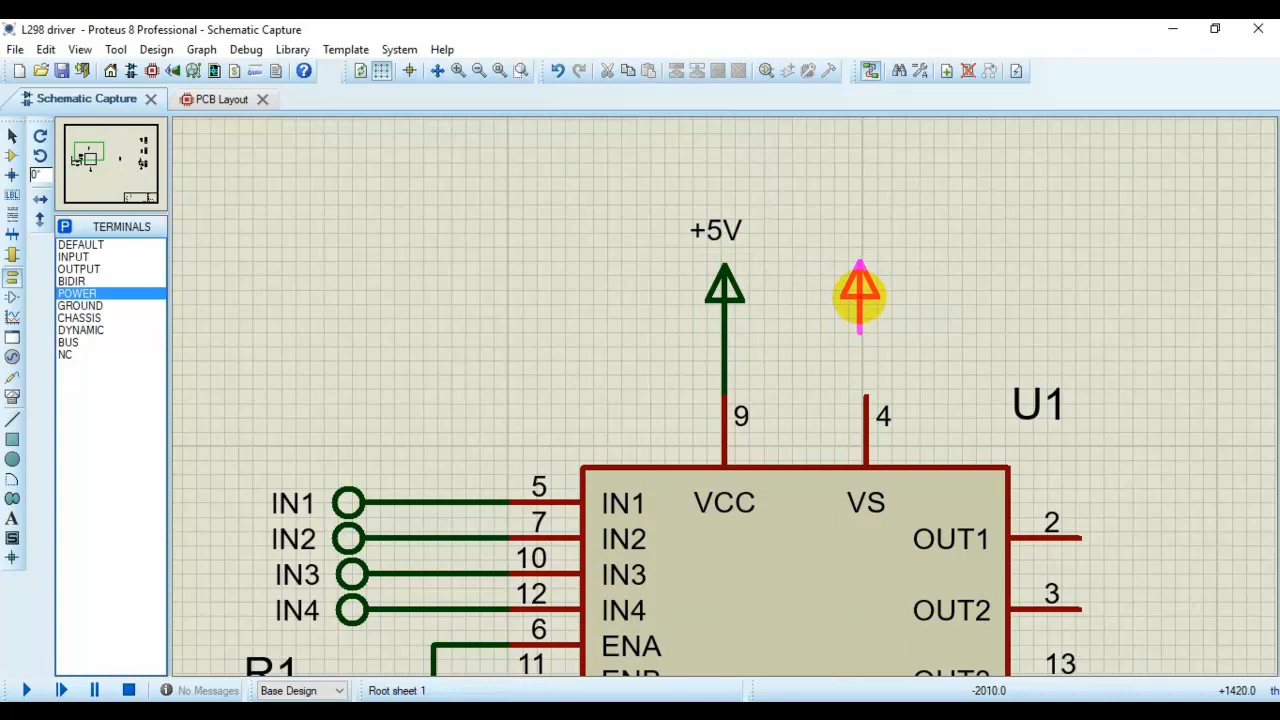 L298 driver - Proteus 8 Professional - Schematic Capture
File Edit View Tool Design Graph Debug Library Template System Help
Schematic Capture PCB Layout
0°
LBL
P TERMINALS
DEFAULT
INPUT
OUTPUT
BIDIR
POWER
GROUND
CHASSIS
DYNAMIC
BUS
NC
A
S
+5V
9
4
U1
IN1 5 IN1 VCC VS
IN2 7 IN2 OUT1 2
IN3 10 IN3
IN4 12 IN4 OUT2 3
6 ENA
R1 11 ENB OUT3 13
No Messages Base Design Root sheet 1 -2010.0 +1420.0 th